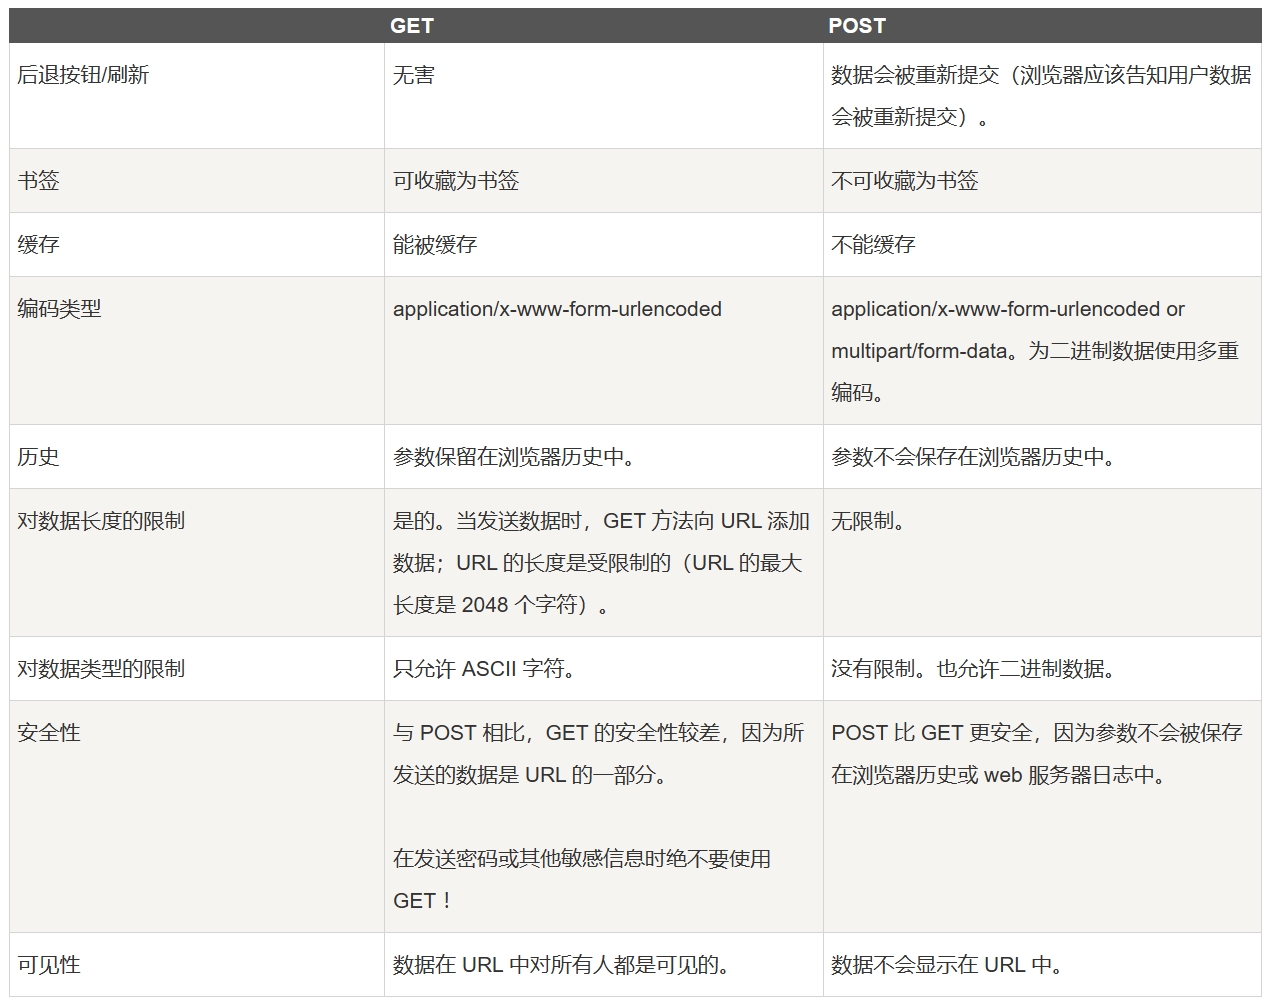 GET POST
后退按钮/刷新 无害 数据会被重新提交（浏览器应该告知用户数据
会被重新提交）。
书签 可收藏为书签 不可收藏为书签
缓存 能被缓存 不能缓存
编码类型 application/x-www-form-urlencoded application/x-www-form-urlencoded or
multipart/form-data。为二进制数据使用多重
编码。
历史 参数保留在浏览器历史中。 参数不会保存在浏览器历史中。
对数据长度的限制 是的。当发送数据时，GET 方法向 URL 添加 无限制。
数据；URL 的长度是受限制的（URL 的最大
长度是 2048 个字符）。
对数据类型的限制 只允许 ASCII 字符。 没有限制。也允许二进制数据。
安全性 与 POST 相比，GET 的安全性较差，因为所 POST 比 GET 更安全，因为参数不会被保存
发送的数据是 URL 的一部分。 在浏览器历史或 web 服务器日志中。
在发送密码或其他敏感信息时绝不要使用
GET ！
可见性 数据在 URL 中对所有人都是可见的。 数据不会显示在 URL 中。